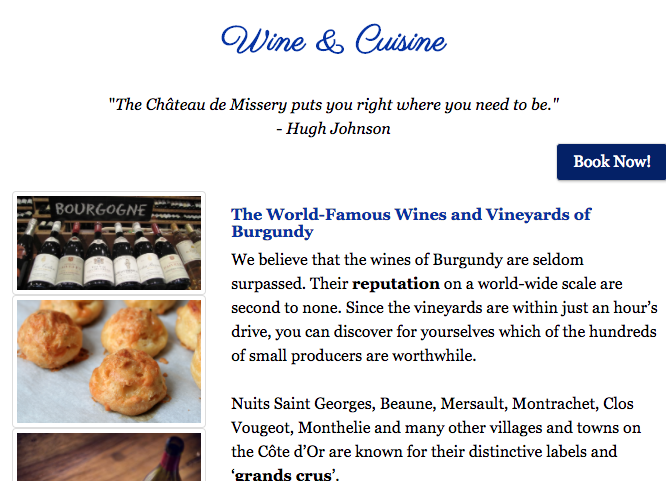 Wine & Cuisine
"The Château de Missery puts you right where you need to be."
- Hugh Johnson
Book Now!
BOURGOGNE
The World-Famous Wines and Vineyards of
Burgundy
We believe that the wines of Burgundy are seldom
surpassed. Their reputation on a world-wide scale are
second to none. Since the vineyards are within just an hour's
drive, you can discover for yourselves which of the hundreds
of small producers are worthwhile.
Nuits Saint Georges, Beaune, Mersault, Montrachet, Clos
Vougeot, Monthelie and many other villages and towns on
the Côte d'Or are known for their distinctive labels and
'grands crus'.